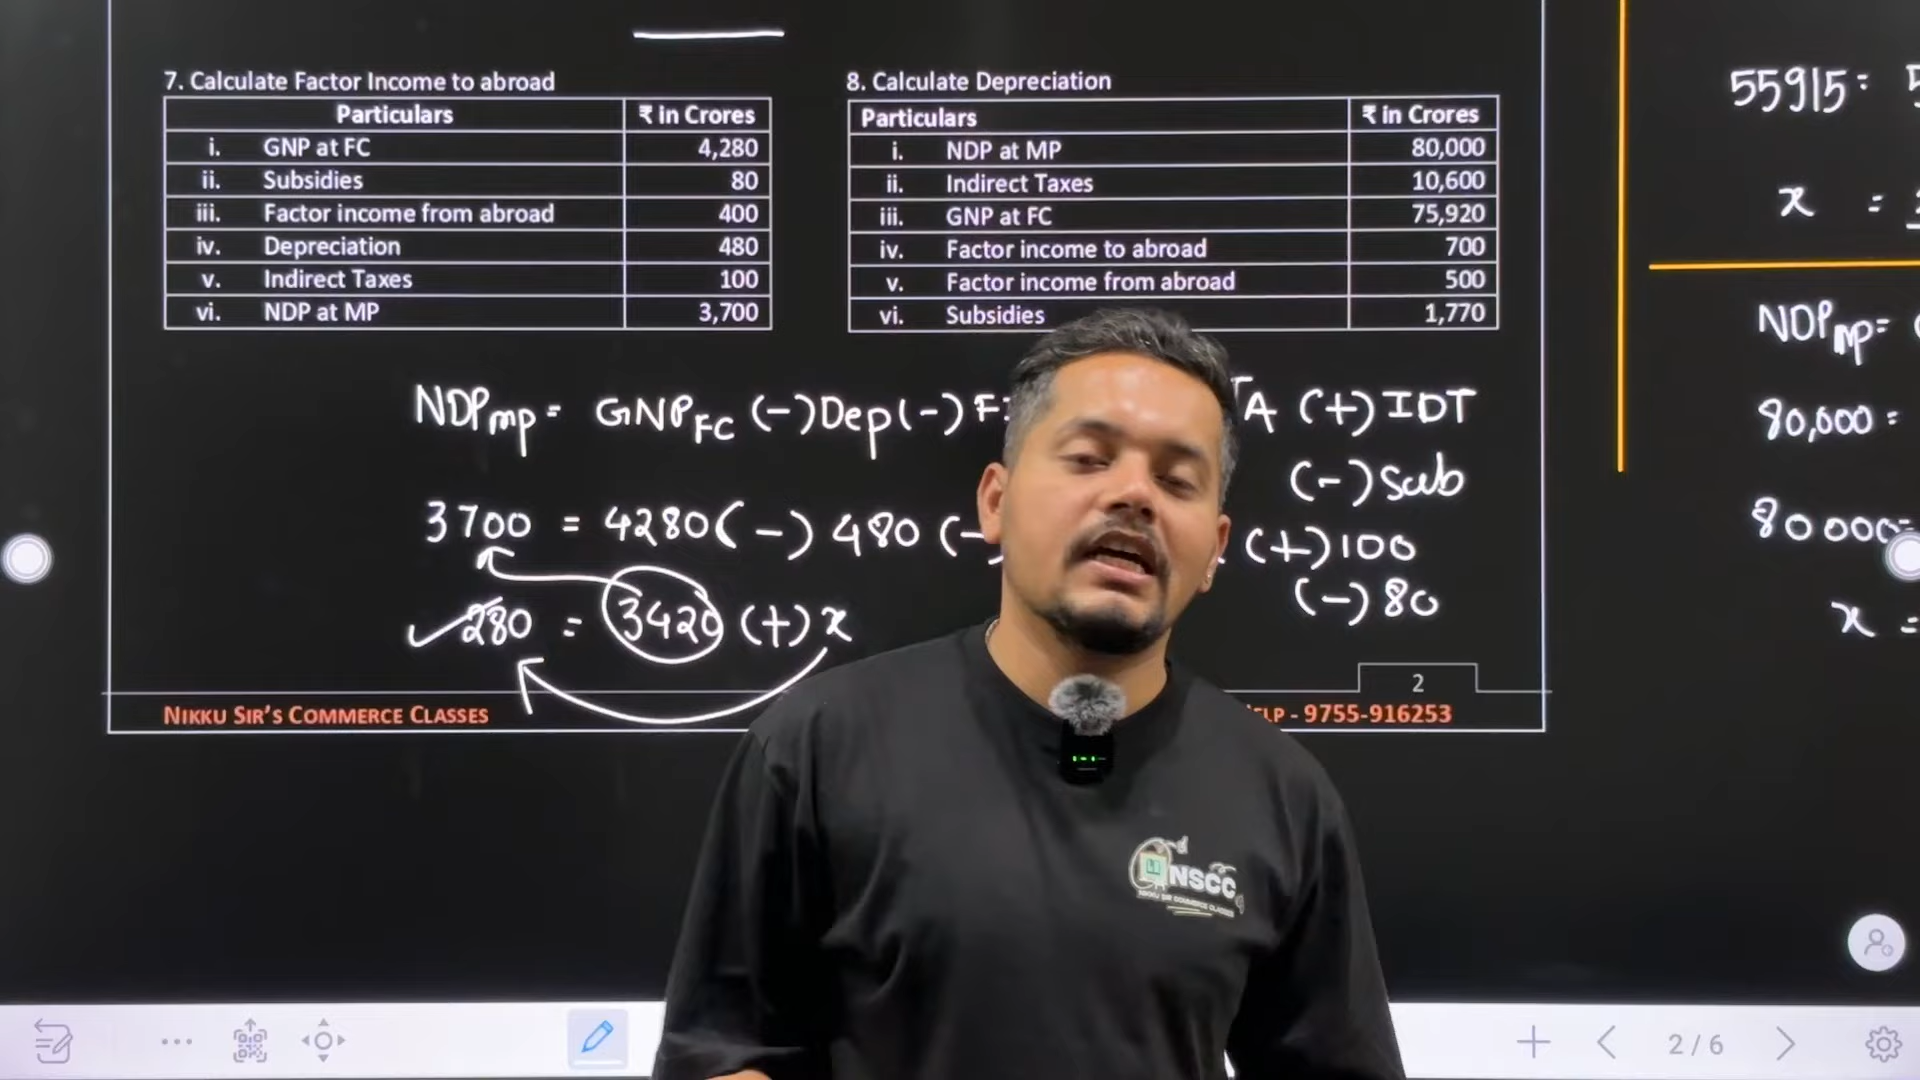 7. Calculate Factor Income to abroad
Particulars ₹ in Crores
i. GNP at FC 4,280
ii. Subsidies 80
iii. Factor income from abroad 400
iv. Depreciation 480
v. Indirect Taxes 100
vi. NDP at MP 3,700
8. Calculate Depreciation
Particulars ₹ in Crores
i. NDP at MP 80,000
ii. Indirect Taxes 10,600
iii. GNP at FC 75,920
iv. Factor income to abroad 700
v. Factor income from abroad 500
vi. Subsidies 1,770
NDPmp = GNPFC (-) Dep (-) A (+) IDT
(-) Sub
3700 = 4280 (-) 480 (+) 100
(-) 80
280 = 3420 (+) x
2
NIKKU SIR'S COMMERCE CLASSES - 9755-916253
55915 =
x =
NDPmp =
80,000 =
80000 =
x =
NSCC
NIKKU SIR COMMERCE CLASSES
2 / 6